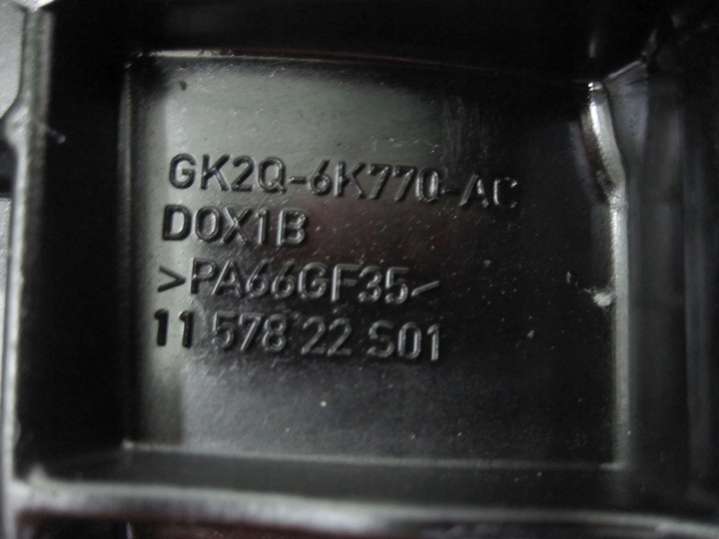 GK2Q-6K770-AC
D0X1B
>PA66GF35<
11 578 22 S01